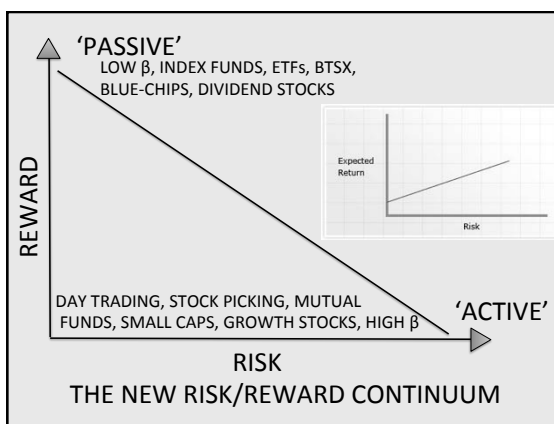 'PASSIVE'
LOW β, INDEX FUNDS, ETFs, BTSX,
BLUE-CHIPS, DIVIDEND STOCKS
Expected
Return
Risk
REWARD
DAY TRADING, STOCK PICKING, MUTUAL
FUNDS, SMALL CAPS, GROWTH STOCKS, HIGH β
'ACTIVE'
RISK
THE NEW RISK/REWARD CONTINUUM